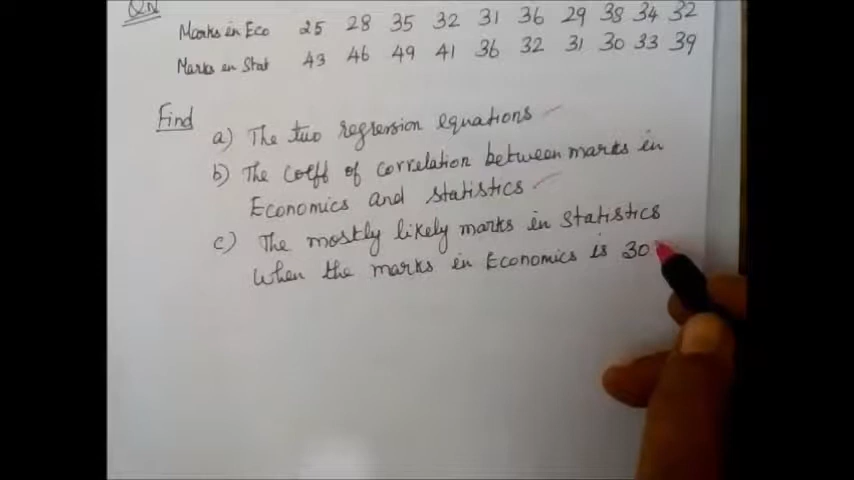 QN
Marks in Eco 25 28 35 32 31 36 29 38 34 32
Marks in Stat 43 46 49 41 36 32 31 30 33 39
Find
a) The two regression equations
b) The Coeff of correlation between marks in
Economics and statistics
c) The mostly likely marks in statistics
When the marks in Economics is 30